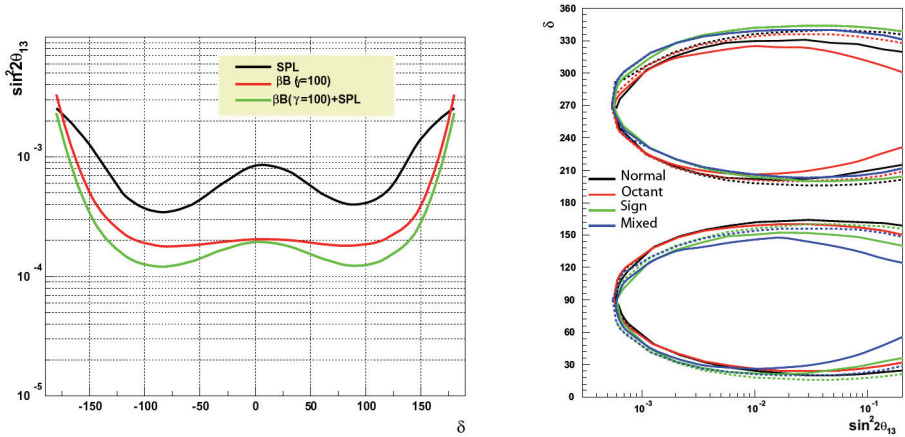 sin²2θ₁₃
SPL
βB (γ=100)
βB(γ=100)+SPL
10⁻³
10⁻⁴
10⁻⁵
-150 -100 -50 0 50 100 150
δ
δ
360
330
300
270
240
210
180
150
120
90
60
30
0
Normal
Octant
Sign
Mixed
10⁻³ 10⁻² 10⁻¹
sin²2θ₁₃